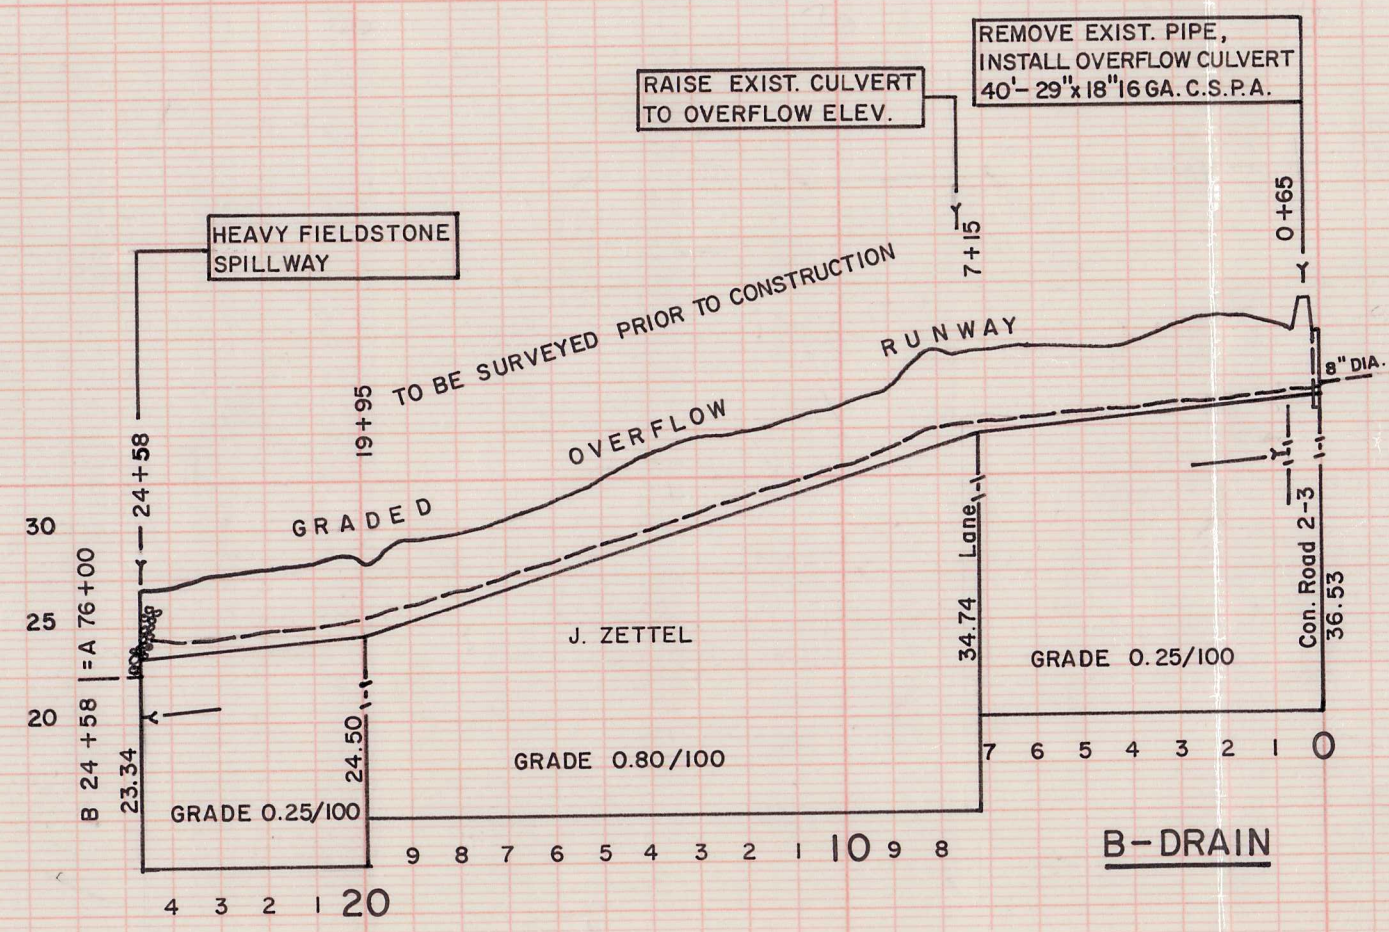 REMOVE EXIST. PIPE,
INSTALL OVERFLOW CULVERT
40'- 29"x 18" 16 GA. C.S.P.A.
RAISE EXIST. CULVERT
TO OVERFLOW ELEV.
HEAVY FIELDSTONE
SPILLWAY
0+65
7+15
TO BE SURVEYED PRIOR TO CONSTRUCTION
GRADED OVERFLOW RUNWAY
19+95
24+58
8" DIA.
30
25
20
B 24+58 = A 76+00
23.34
24.50
34.74
Lane
Con. Road 2-3
36.53
J. ZETTEL
GRADE 0.25/100
GRADE 0.80/100
GRADE 0.25/100
7 6 5 4 3 2 1 0
9 8 7 6 5 4 3 2 1 10 9 8
4 3 2 1 20
B-DRAIN